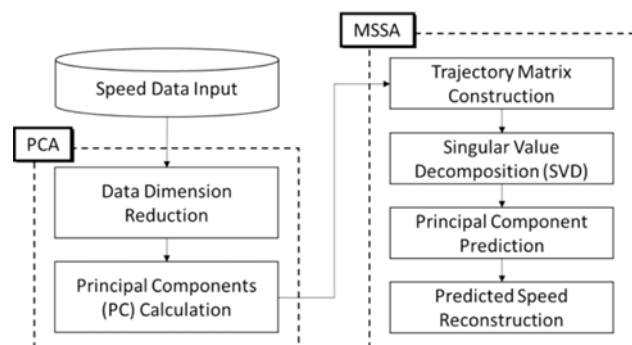 MSSA
Speed Data Input
Trajectory Matrix
Construction
PCA
Singular Value
Decomposition (SVD)
Data Dimension
Reduction
Principal Component
Prediction
Principal Components
(PC) Calculation
Predicted Speed
Reconstruction